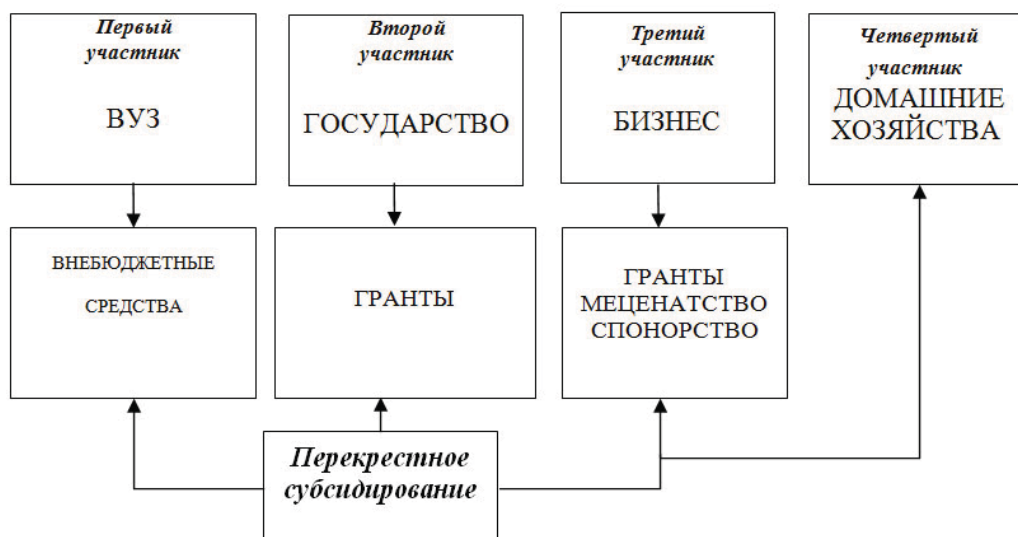 Первый
участник
ВУЗ
Второй
участник
ГОСУДАРСТВО
Третий
участник
БИЗНЕС
Четвертый
участник
ДОМАШНИЕ
ХОЗЯЙСТВА
ВНЕБЮДЖЕТНЫЕ
СРЕДСТВА
ГРАНТЫ
ГРАНТЫ
МЕЦЕНАТСТВО
СПОНОРСТВО
Перекрестное
субсидирование